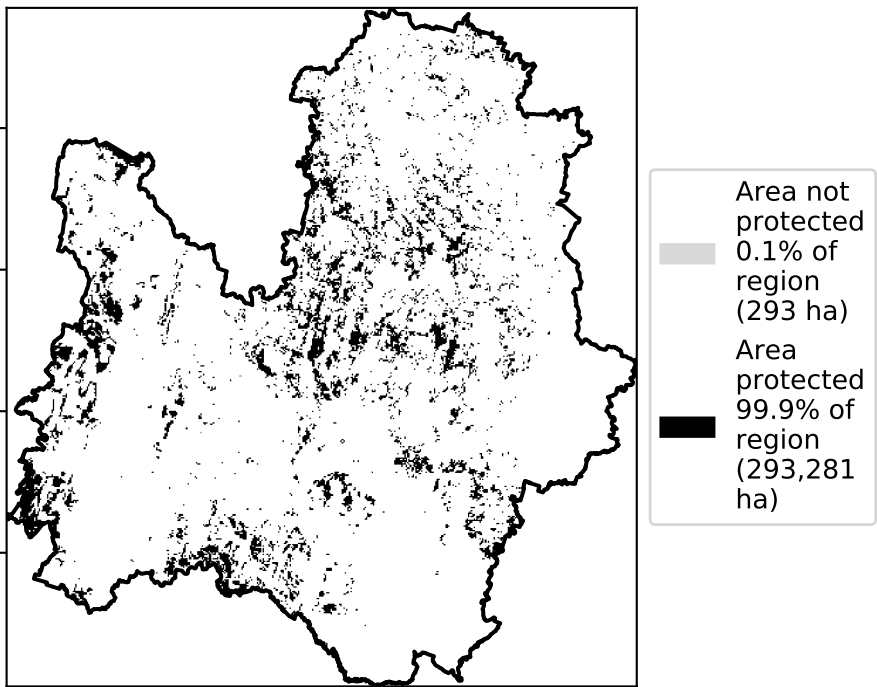 Area not
protected
0.1% of
region
(293 ha)
Area
protected
99.9% of
region
(293,281
ha)